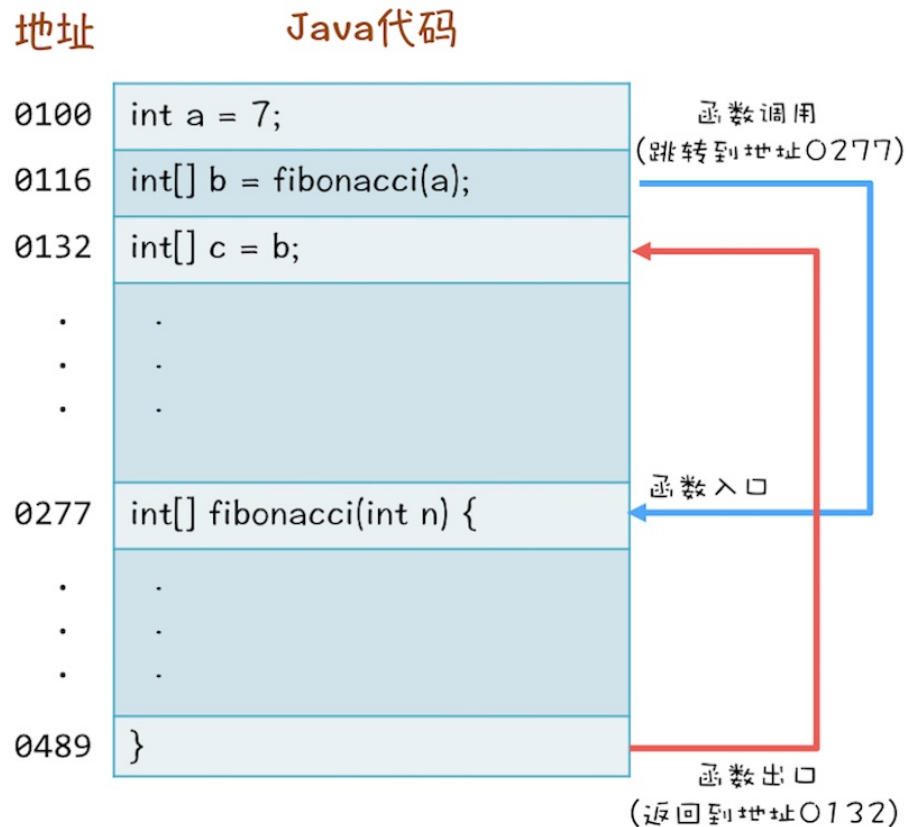 地址 Java代码
0100 int a = 7;
函数调用
(跳转到地址0277)
0116 int[] b = fibonacci(a);
0132 int[] c = b;
. .
. .
. .
函数入口
0277 int[] fibonacci(int n) {
. .
. .
. .
0489 }
函数出口
(返回到地址0132)